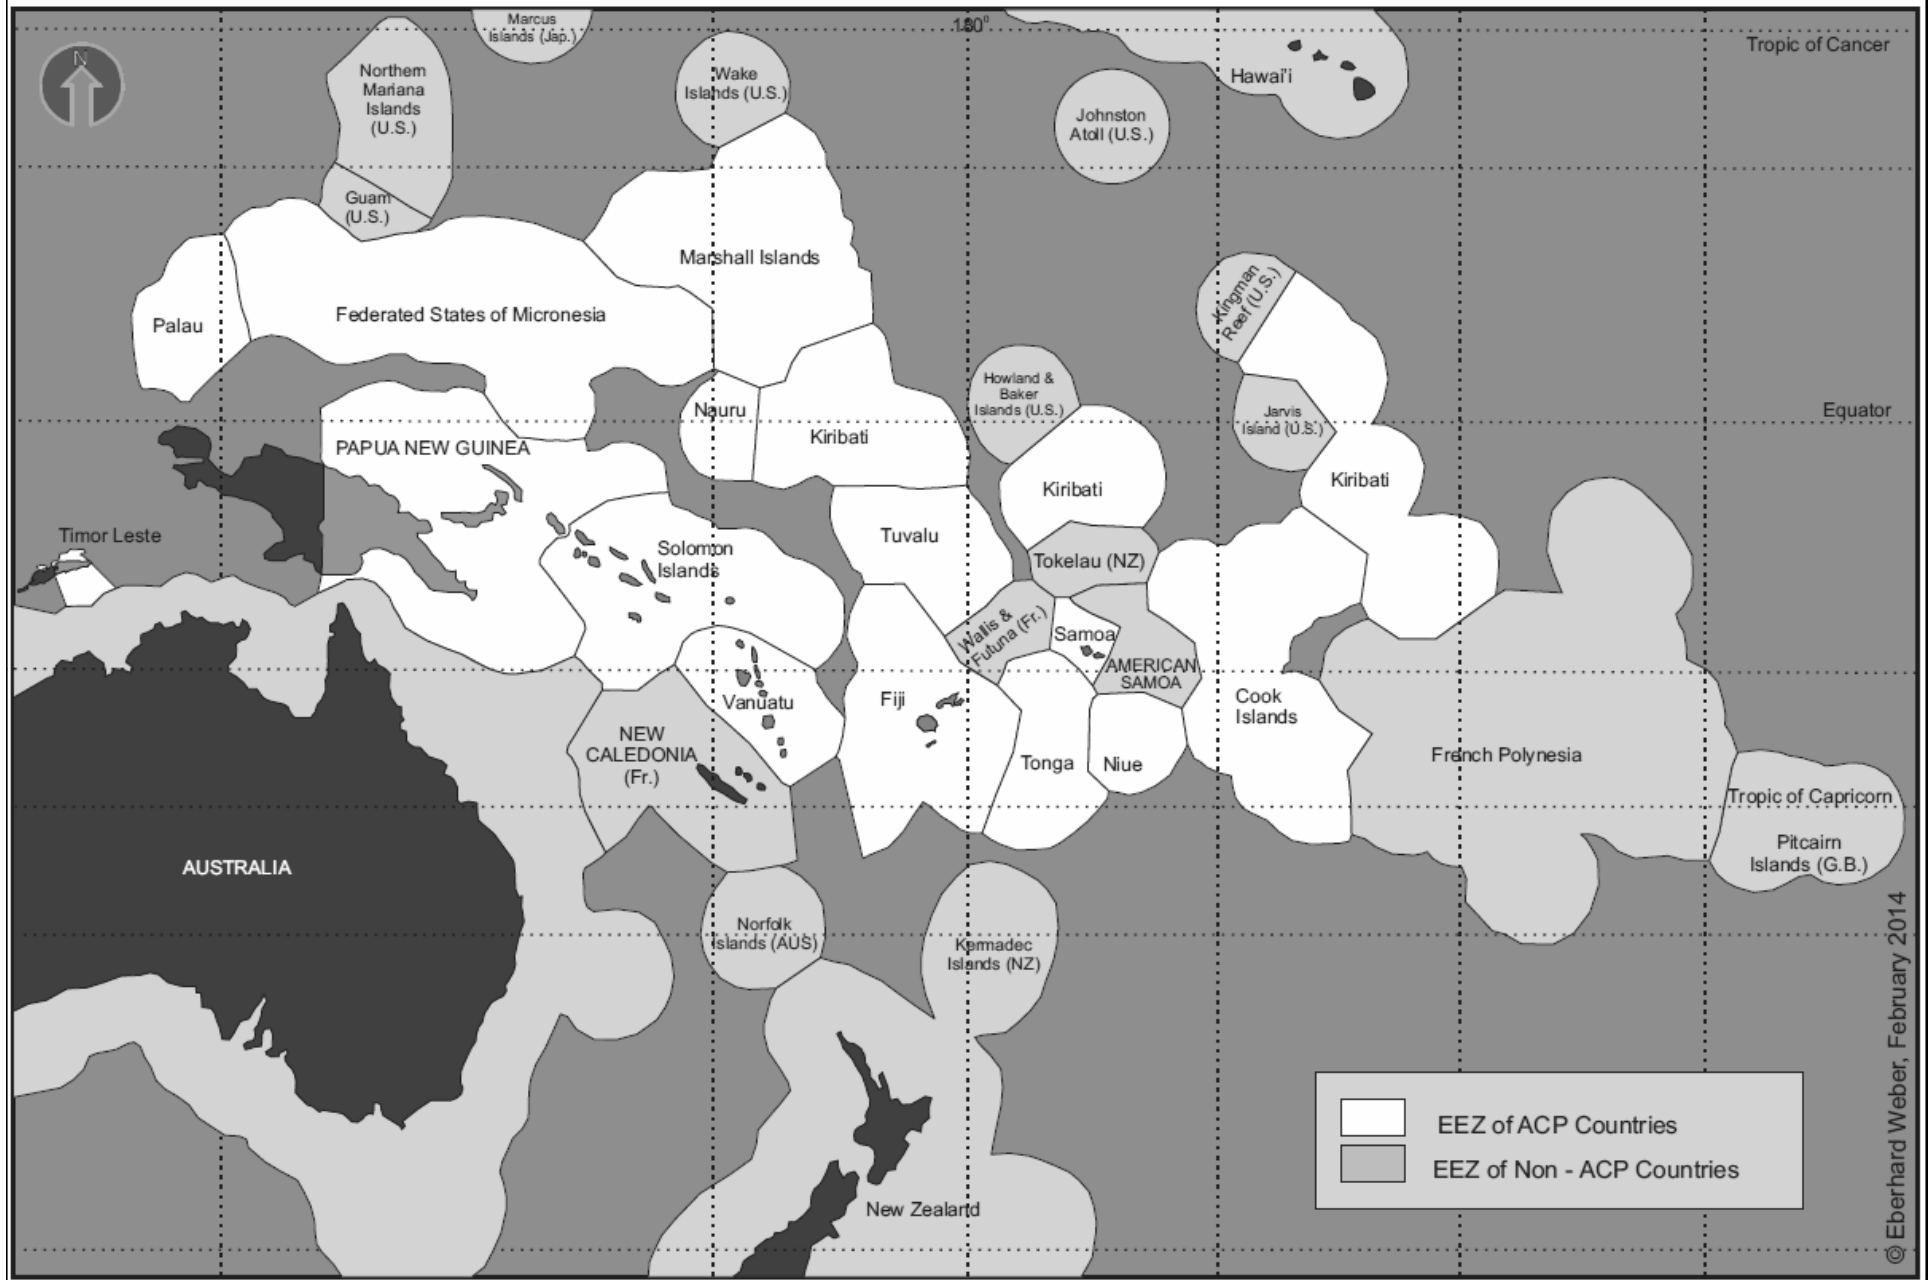 Marcus
Islands (Jap.)
180°
Tropic of Cancer
N
Northern
Mariana
Islands
(U.S.)
Wake
Islands (U.S.)
Hawai'i
Johnston
Atoll (U.S.)
Guam
(U.S.)
Marshall Islands
Kingman
Reef (U.S.)
Federated States of Micronesia
Palau
Howland &
Baker
Islands (U.S.)
Nauru
Jarvis
Island (U.S.)
Equator
Kiribati
PAPUA NEW GUINEA
Kiribati
Kiribati
Timor Leste
Tuvalu
Solomon
Islands
Tokelau (NZ)
Wallis &
Futuna (Fr.)
Samoa
AMERICAN
SAMOA
Vanuatu
Fiji
Cook
Islands
NEW
CALEDONIA
(Fr.)
Tonga
Niue
French Polynesia
Tropic of Capricorn
Pitcairn
Islands (G.B.)
AUSTRALIA
Norfolk
Islands (AUS)
Kermadec
Islands (NZ)
New Zealand
EEZ of ACP Countries
EEZ of Non - ACP Countries
© Eberhard Weber, February 2014